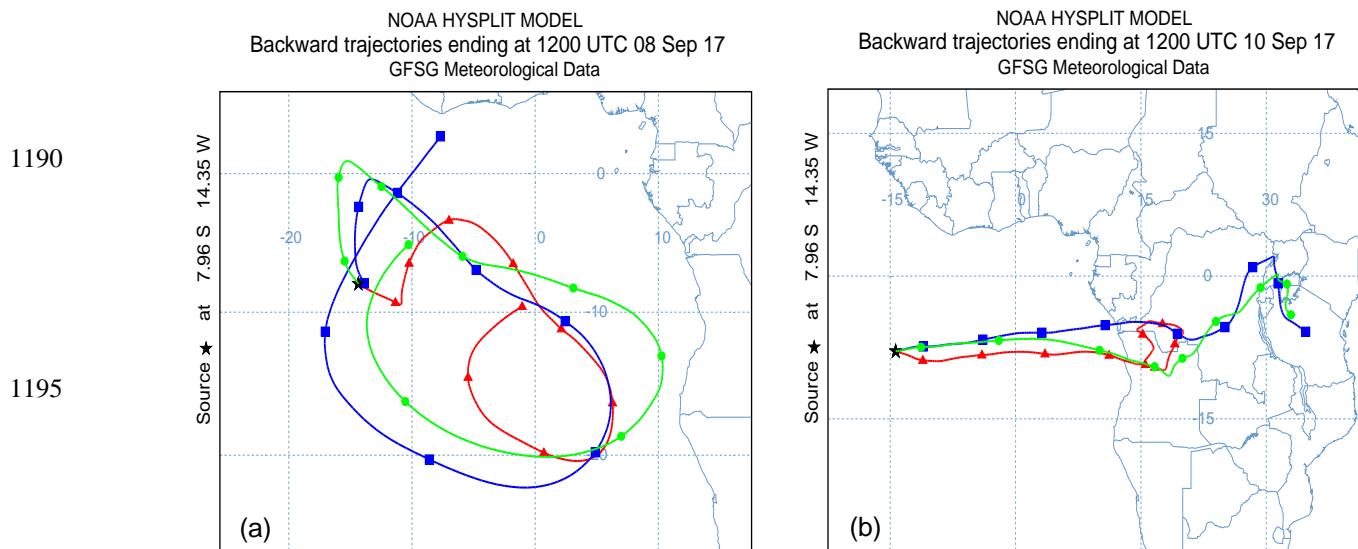 NOAA HYSPLIT MODEL
Backward trajectories ending at 1200 UTC 08 Sep 17
GFSG Meteorological Data
1190
1195
Source ★ at 7.96 S 14.35 W
0
-20
-10
0
10
-10
-20
(a)
NOAA HYSPLIT MODEL
Backward trajectories ending at 1200 UTC 10 Sep 17
GFSG Meteorological Data
Source ★ at 7.96 S 14.35 W
15
-15
0
15
30
0
-15
(b)